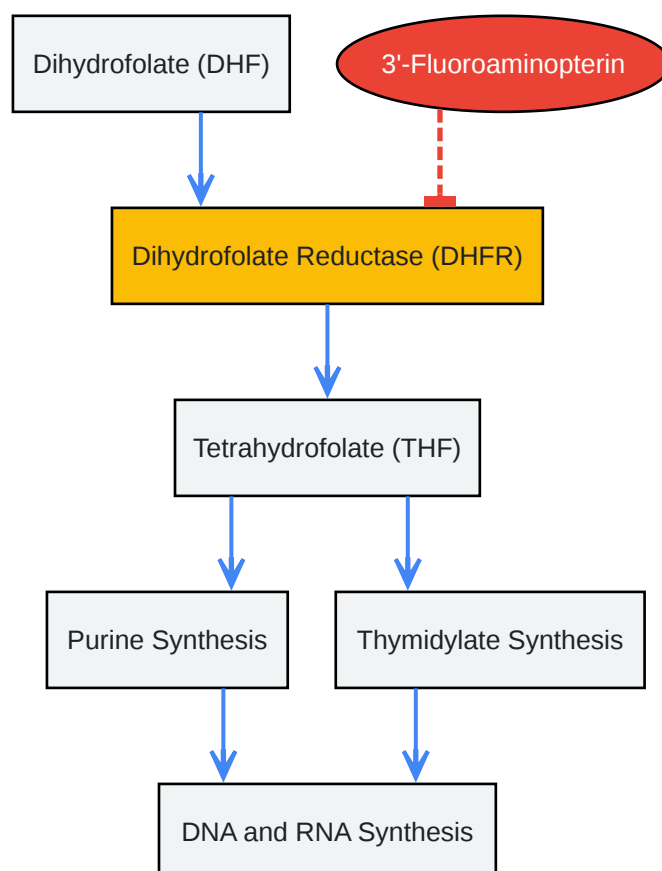 Dihydrofolate (DHF)
3'-Fluoroaminopterin
Dihydrofolate Reductase (DHFR)
Tetrahydrofolate (THF)
Purine Synthesis
Thymidylate Synthesis
DNA and RNA Synthesis